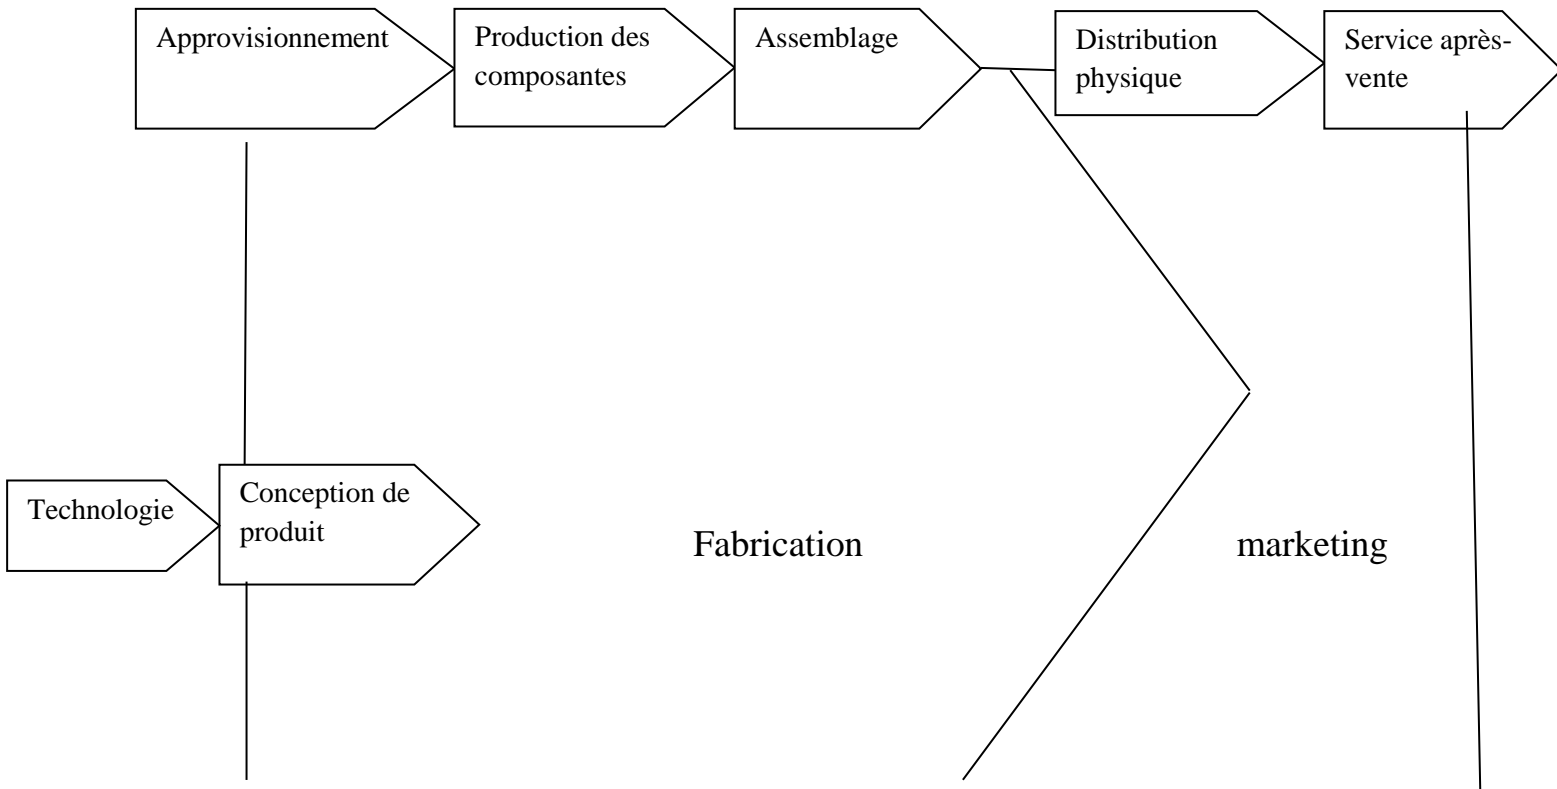 Approvisionnement
Production des
composantes
Assemblage
Distribution
physique
Service après-
vente
Technologie
Conception de
produit
Fabrication
marketing